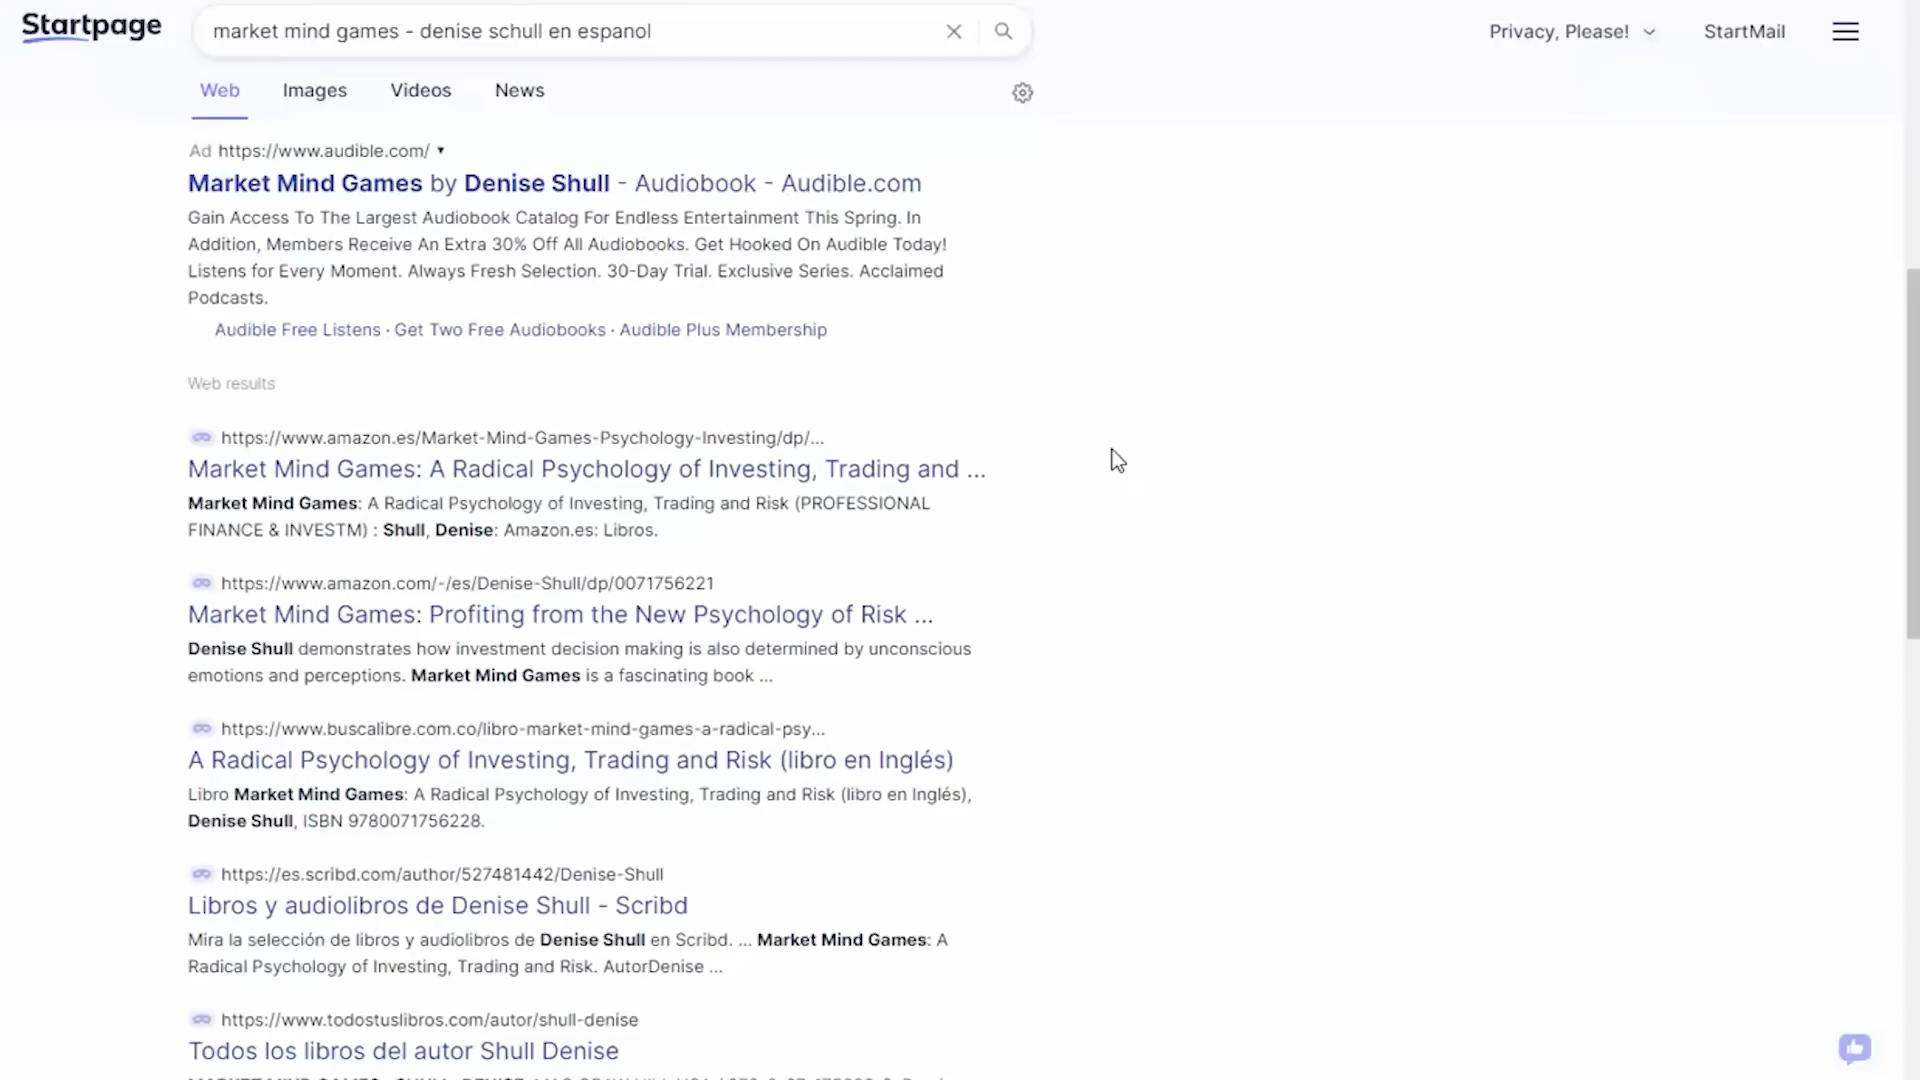 Startpage
market mind games - denise schull en espanol
Privacy, Please!
StartMail
Web
Images
Videos
News
Ad https://www.audible.com/
Market Mind Games by Denise Shull - Audiobook - Audible.com
Gain Access To The Largest Audiobook Catalog For Endless Entertainment This Spring. In
Addition, Members Receive An Extra 30% Off All Audiobooks. Get Hooked On Audible Today!
Listens for Every Moment. Always Fresh Selection. 30-Day Trial. Exclusive Series. Acclaimed
Podcasts.
Audible Free Listens · Get Two Free Audiobooks · Audible Plus Membership
Web results
https://www.amazon.es/Market-Mind-Games-Psychology-Investing/dp/...
Market Mind Games: A Radical Psychology of Investing, Trading and ...
Market Mind Games: A Radical Psychology of Investing, Trading and Risk (PROFESSIONAL
FINANCE & INVESTM) : Shull, Denise: Amazon.es: Libros.
https://www.amazon.com/-/es/Denise-Shull/dp/0071756221
Market Mind Games: Profiting from the New Psychology of Risk ...
Denise Shull demonstrates how investment decision making is also determined by unconscious
emotions and perceptions. Market Mind Games is a fascinating book ...
https://www.buscalibre.com.co/libro-market-mind-games-a-radical-psy...
A Radical Psychology of Investing, Trading and Risk (libro en Inglés)
Libro Market Mind Games: A Radical Psychology of Investing, Trading and Risk (libro en Inglés),
Denise Shull, ISBN 9780071756228.
https://es.scribd.com/author/527481442/Denise-Shull
Libros y audiolibros de Denise Shull - Scribd
Mira la selección de libros y audiolibros de Denise Shull en Scribd. ... Market Mind Games: A
Radical Psychology of Investing, Trading and Risk. AutorDenise ...
https://www.todostuslibros.com/autor/shull-denise
Todos los libros del autor Shull Denise